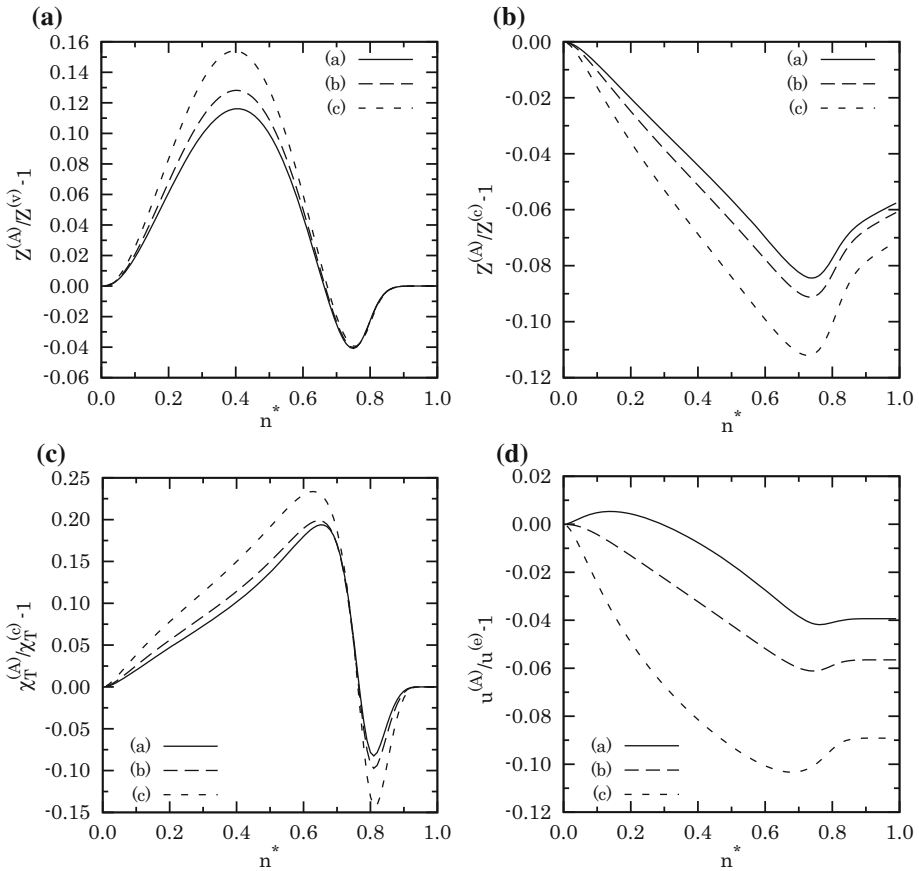 (a)
0.16
0.14
0.12
0.10
0.08
0.06
0.04
0.02
0.00
-0.02
-0.04
-0.06
Z^(A)/Z^(v)-1
(a)
(b)
(c)
0.0 0.2 0.4 0.6 0.8 1.0
n*
(b)
0.00
-0.02
-0.04
-0.06
-0.08
-0.10
-0.12
Z^(A)/Z^(c)-1
(a)
(b)
(c)
0.0 0.2 0.4 0.6 0.8 1.0
n*
(c)
0.25
0.20
0.15
0.10
0.05
0.00
-0.05
-0.10
-0.15
χ_T^(A)/χ_T^(c)-1
(a)
(b)
(c)
0.0 0.2 0.4 0.6 0.8 1.0
n*
(d)
0.02
0.00
-0.02
-0.04
-0.06
-0.08
-0.10
-0.12
u^(A)/u^(e)-1
(a)
(b)
(c)
0.0 0.2 0.4 0.6 0.8 1.0
n*